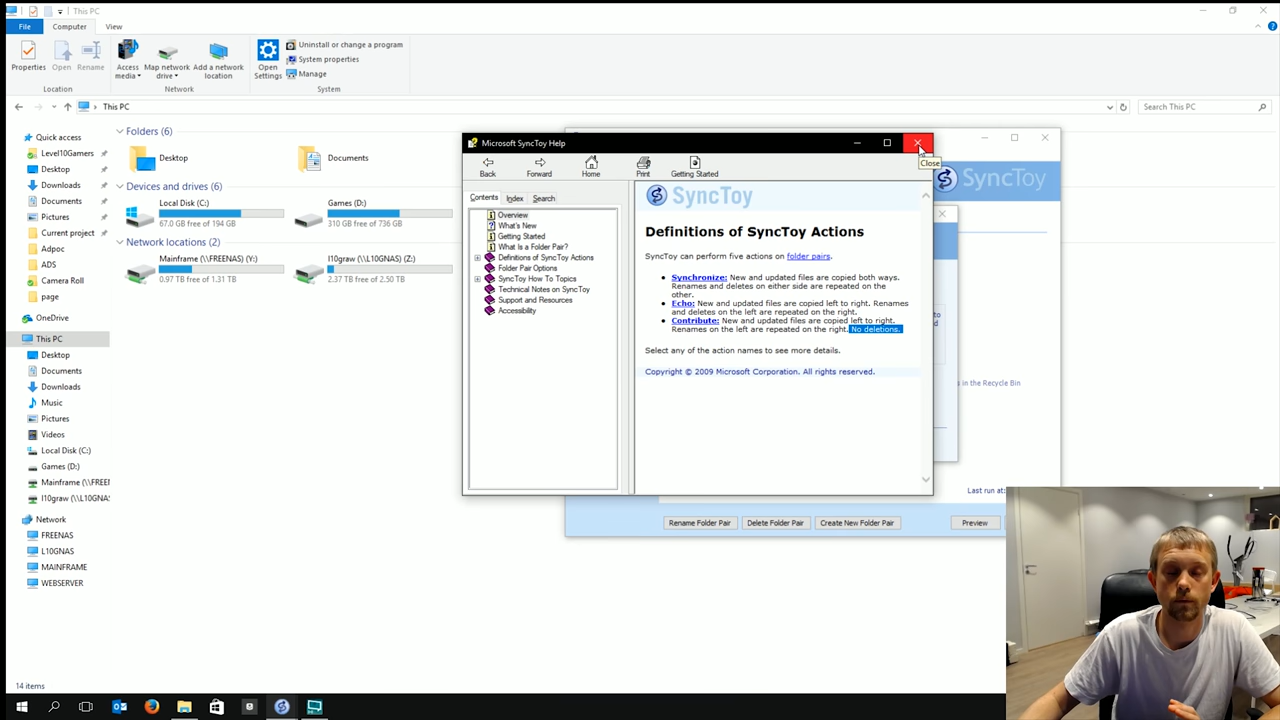 This PC
File
Computer
View
Properties
Open
Rename
Access media
Map network drive
Add a network location
Open Settings
Uninstall or change a program
System properties
Manage
Location
Network
System
This PC
Search This PC
Quick access
Level10Gamers
Desktop
Downloads
Documents
Pictures
Current project
Adpoc
ADS
Camera Roll
page
OneDrive
This PC
Desktop
Documents
Downloads
Music
Pictures
Videos
Local Disk (C:)
Games (D:)
Mainframe (\\FREEI
l10graw (\\L10GNAS
Network
FREENAS
L10GNAS
MAINFRAME
WEBSERVER
Folders (6)
Desktop
Documents
Devices and drives (6)
Local Disk (C:)
67.0 GB free of 194 GB
Games (D:)
310 GB free of 736 GB
Network locations (2)
Mainframe (\\FREENAS) (Y:)
0.97 TB free of 1.31 TB
l10graw (\\L10GNAS) (Z:)
2.37 TB free of 2.50 TB
14 items
Microsoft SyncToy Help
Close
Back
Forward
Home
Print
Getting Started
Contents
Index
Search
Overview
What's New
Getting Started
What Is a Folder Pair?
Definitions of SyncToy Actions
Folder Pair Options
SyncToy How To Topics
Technical Notes on SyncToy
Support and Resources
Accessibility
SyncToy
Definitions of SyncToy Actions
SyncToy can perform five actions on folder pairs.
Synchronize: New and updated files are copied both ways.
Renames and deletes on either side are repeated on the
other.
Echo: New and updated files are copied left to right. Renames
and deletes on the left are repeated on the right.
Contribute: New and updated files are copied left to right.
Renames on the left are repeated on the right. No deletions.
Select any of the action names to see more details.
Copyright © 2009 Microsoft Corporation. All rights reserved.
SyncToy
to
d
s in the Recycle Bin
Last run at:
Rename Folder Pair
Delete Folder Pair
Create New Folder Pair
Preview